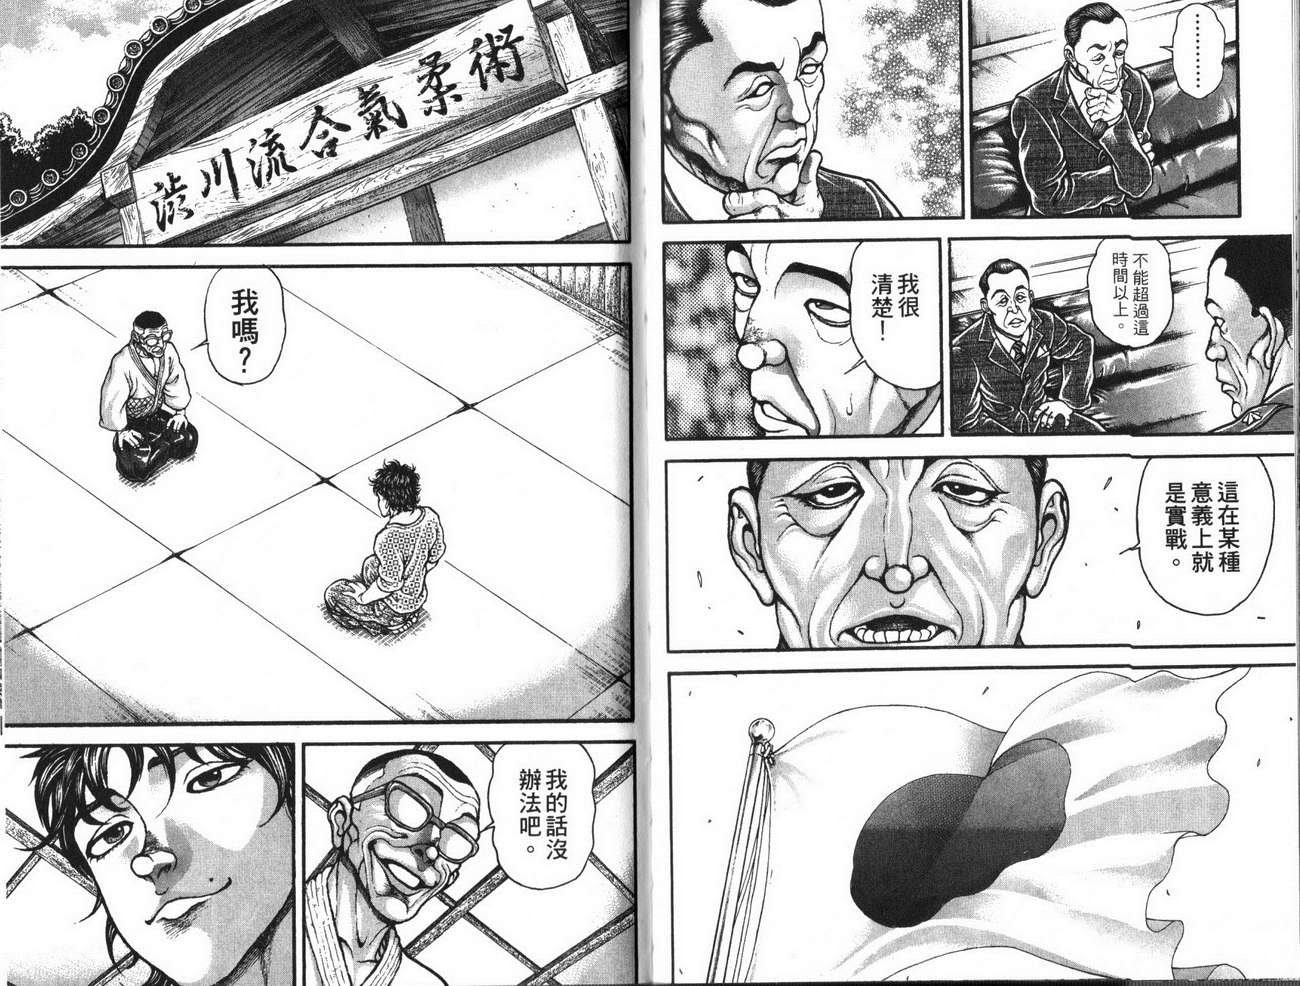 …………
不能超過這
時間以上。
我很
清楚！
這在某種
意義上就
是實戰。
澁川流合氣柔術
我嗎？
我的話沒
辦法吧。